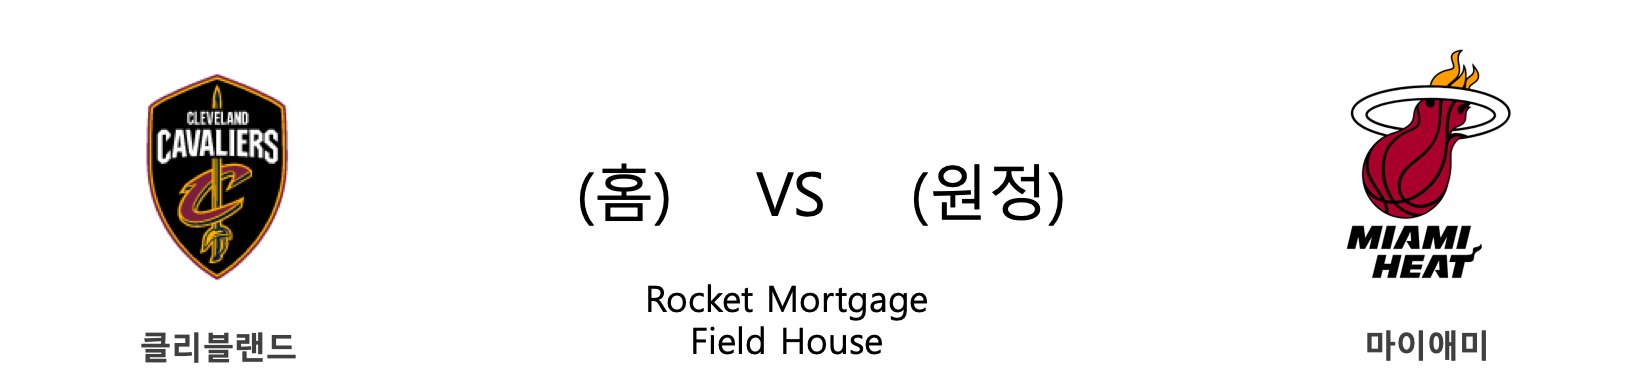 CLEVELAND
CAVALIERS
클리블랜드
(홈) VS (원정)
Rocket Mortgage
Field House
MIAMI
HEAT
마이애미